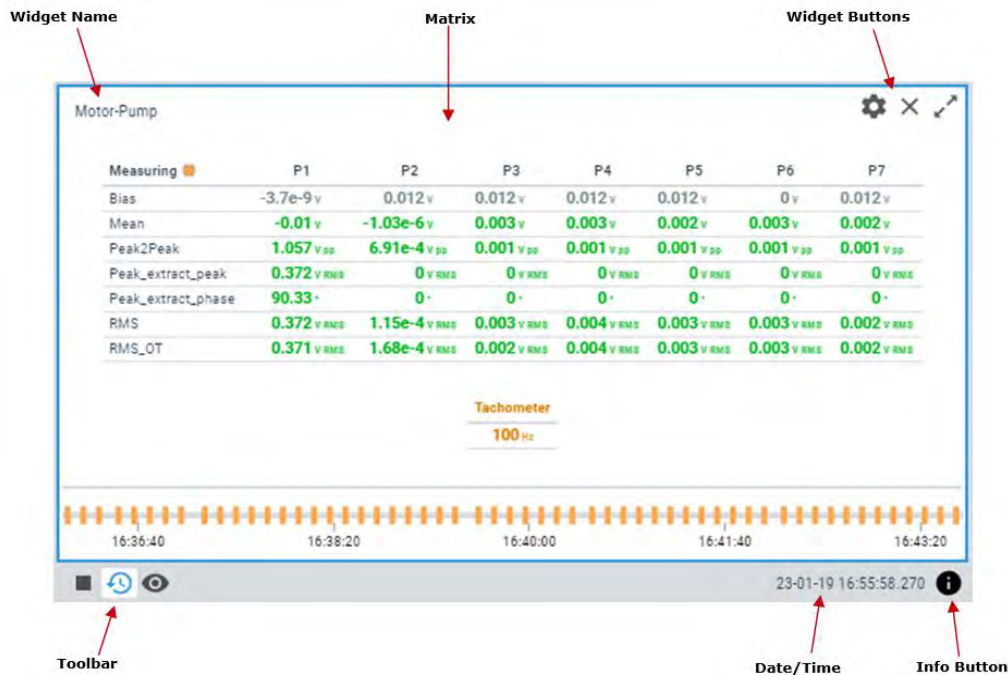 Widget Name Matrix Widget Buttons
Motor-Pump
Measuring P1 P2 P3 P4 P5 P6 P7
Bias -3.7e-9 v 0.012 v 0.012 v 0.012 v 0.012 v 0 v 0.012 v
Mean -0.01 v -1.03e-6 v 0.003 v 0.003 v 0.002 v 0.003 v 0.002 v
Peak2Peak 1.057 V pp 6.91e-4 V pp 0.001 V pp 0.001 V pp 0.001 V pp 0.001 V pp 0.001 V pp
Peak_extract_peak 0.372 V RMS 0 V RMS 0 V RMS 0 V RMS 0 V RMS 0 V RMS 0 V RMS
Peak_extract_phase 90.33 ° 0 ° 0 ° 0 ° 0 ° 0 ° 0 °
RMS 0.372 V RMS 1.15e-4 V RMS 0.003 V RMS 0.004 V RMS 0.003 V RMS 0.003 V RMS 0.002 V RMS
RMS_OT 0.371 V RMS 1.68e-4 V RMS 0.002 V RMS 0.004 V RMS 0.003 V RMS 0.003 V RMS 0.002 V RMS
Tachometer
100 Hz
16:36:40 16:38:20 16:40:00 16:41:40 16:43:20
23-01-19 16:55:58.270
Toolbar Date/Time Info Button